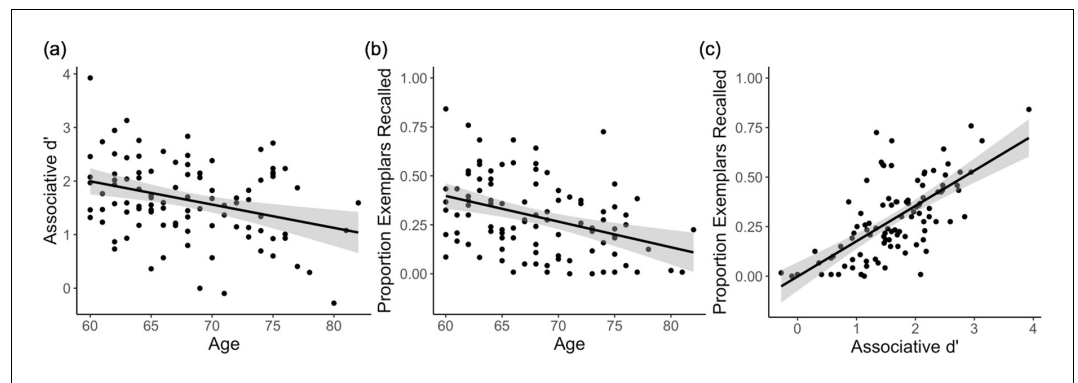 (a)
Associative d'
4
3
2
1
0
60 65 70 75 80
Age
(b)
Proportion Exemplars Recalled
1.00
0.75
0.50
0.25
0.00
60 65 70 75 80
Age
(c)
Proportion Exemplars Recalled
1.00
0.75
0.50
0.25
0.00
0 1 2 3 4
Associative d'